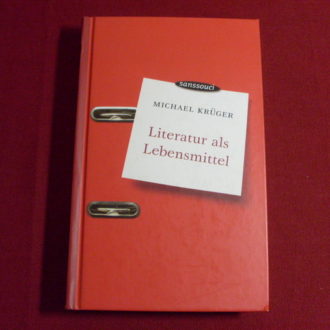 sanssouci
MICHAEL KRÜGER
Literatur als
Lebensmittel